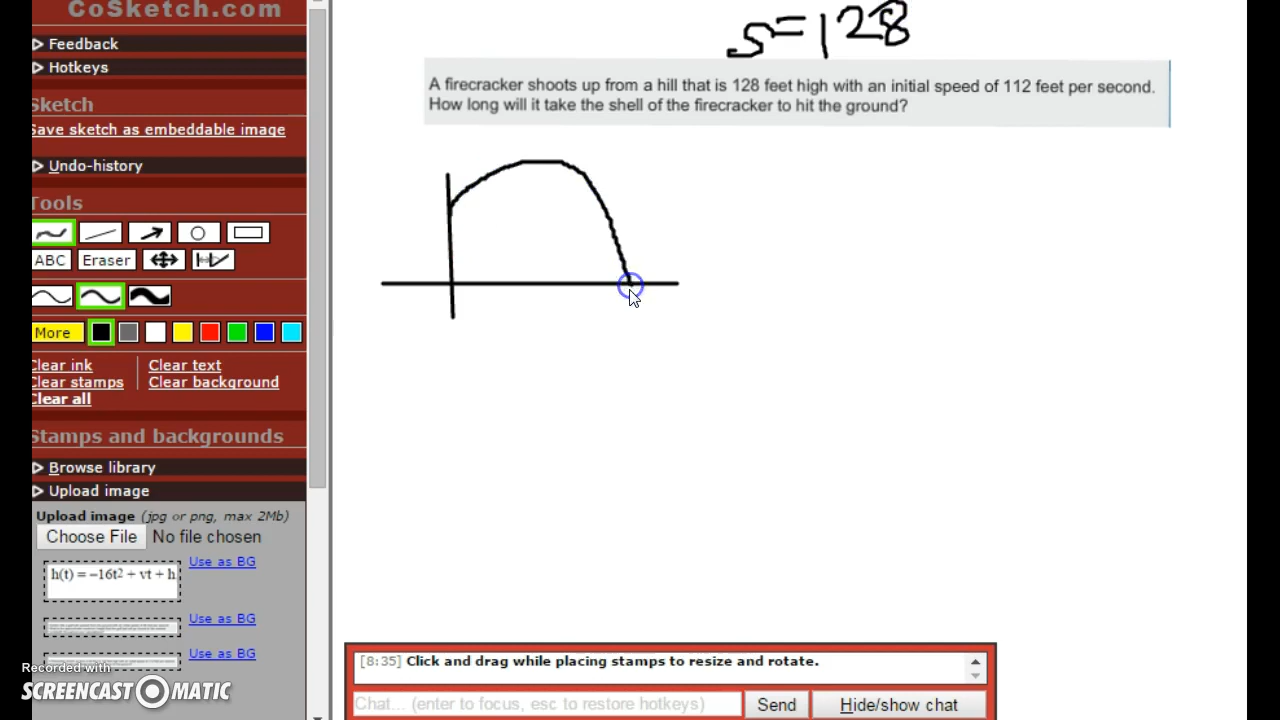 CoSketch.com
Feedback
Hotkeys
Sketch
Save sketch as embeddable image
Undo-history
Tools
ABC Eraser
More
Clear ink Clear text
Clear stamps Clear background
Clear all
Stamps and backgrounds
Browse library
Upload image
Upload image (jpg or png, max 2Mb)
Choose File No file chosen
h(t) = -16t² + vt + h
Use as BG
Use as BG
Use as BG
Recorded with
SCREENCAST O MATIC
s=128
A firecracker shoots up from a hill that is 128 feet high with an initial speed of 112 feet per second.
How long will it take the shell of the firecracker to hit the ground?
[8:35] Click and drag while placing stamps to resize and rotate.
Chat... (enter to focus, esc to restore hotkeys) Send Hide/show chat